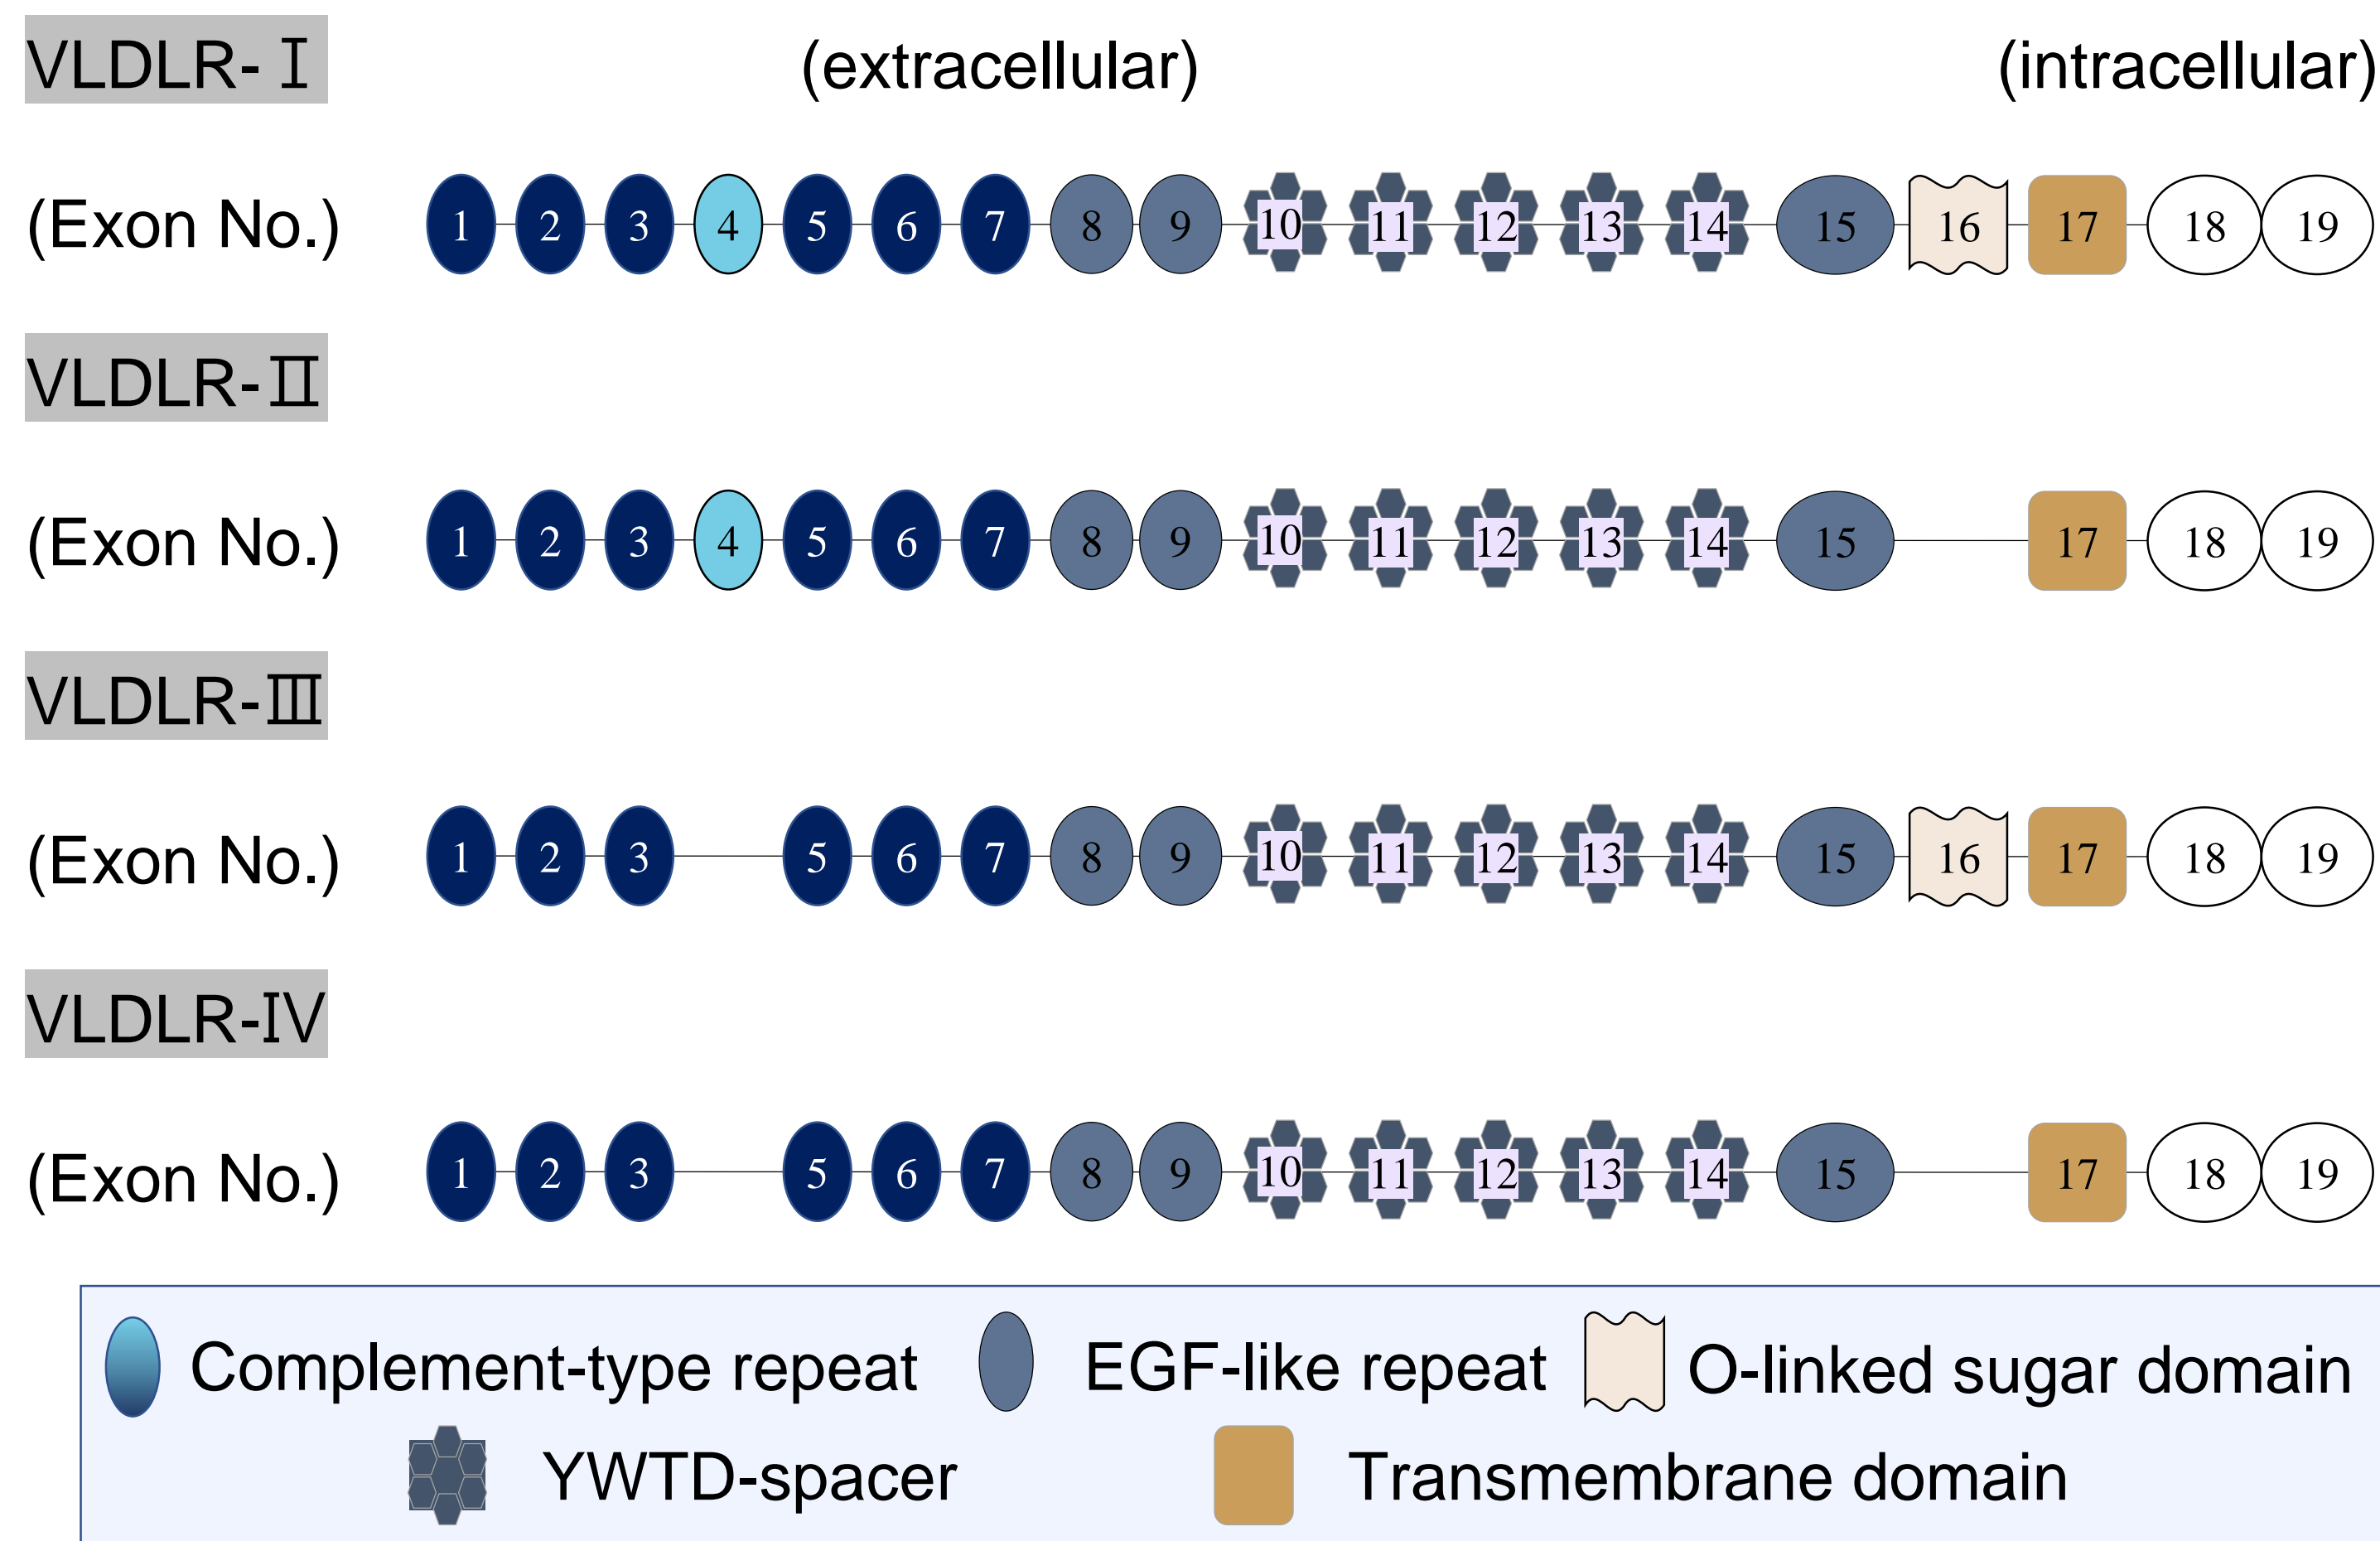 VLDLR-Ⅰ (extracellular) (intracellular)
(Exon No.) 1 2 3 4 5 6 7 8 9 10 11 12 13 14 15 16 17 18 19
VLDLR-Ⅱ
(Exon No.) 1 2 3 4 5 6 7 8 9 10 11 12 13 14 15 17 18 19
VLDLR-Ⅲ
(Exon No.) 1 2 3 5 6 7 8 9 10 11 12 13 14 15 16 17 18 19
VLDLR-Ⅳ
(Exon No.) 1 2 3 5 6 7 8 9 10 11 12 13 14 15 17 18 19
Complement-type repeat EGF-like repeat O-linked sugar domain
YWTD-spacer Transmembrane domain